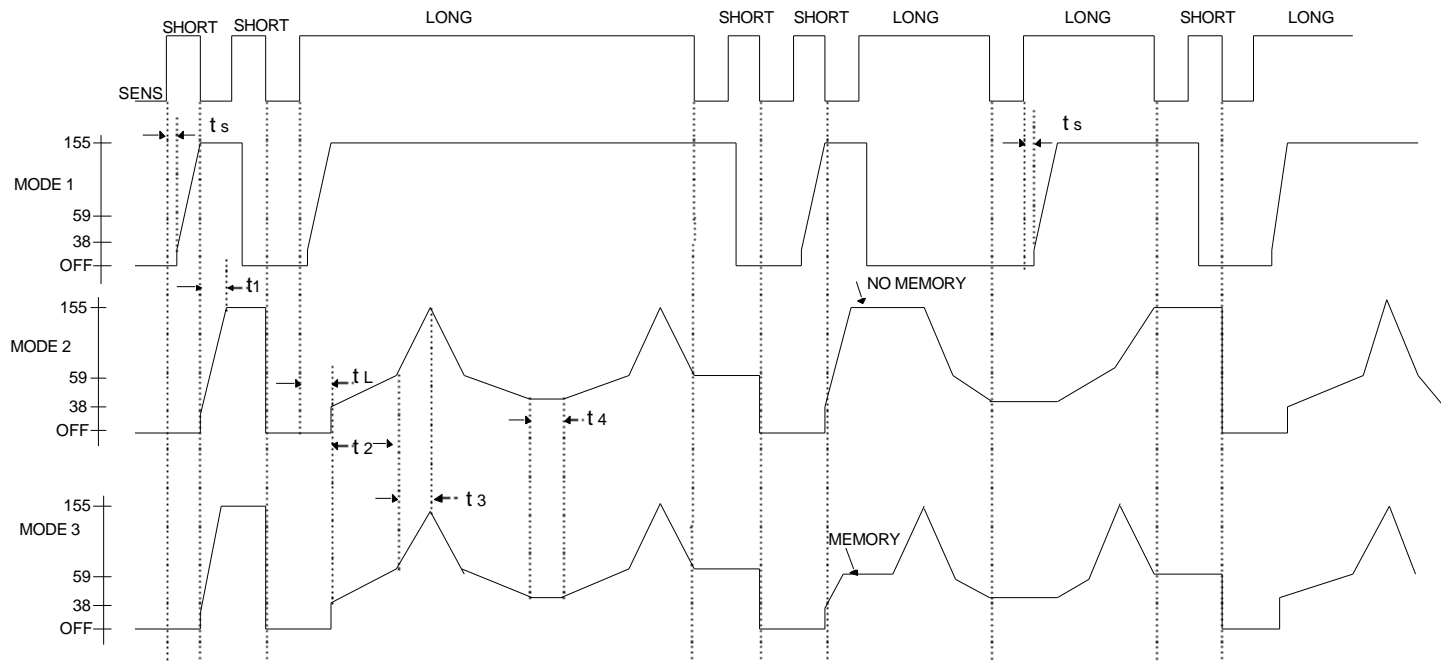 SHORT SHORT LONG SHORT SHORT LONG LONG SHORT LONG
SENS
t s t s
155
MODE 1
59
38
OFF
t1
NO MEMORY
155
MODE 2
59
t L
38
t 4
OFF
t 2
t 3
155
MODE 3
MEMORY
59
38
OFF